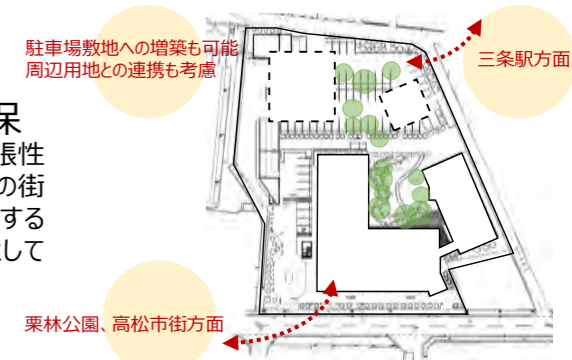 駐車場敷地への増築も可能
周辺用地との連携も考慮
三条駅方面
張性
の街
する
して
栗林公園、高松市街方面